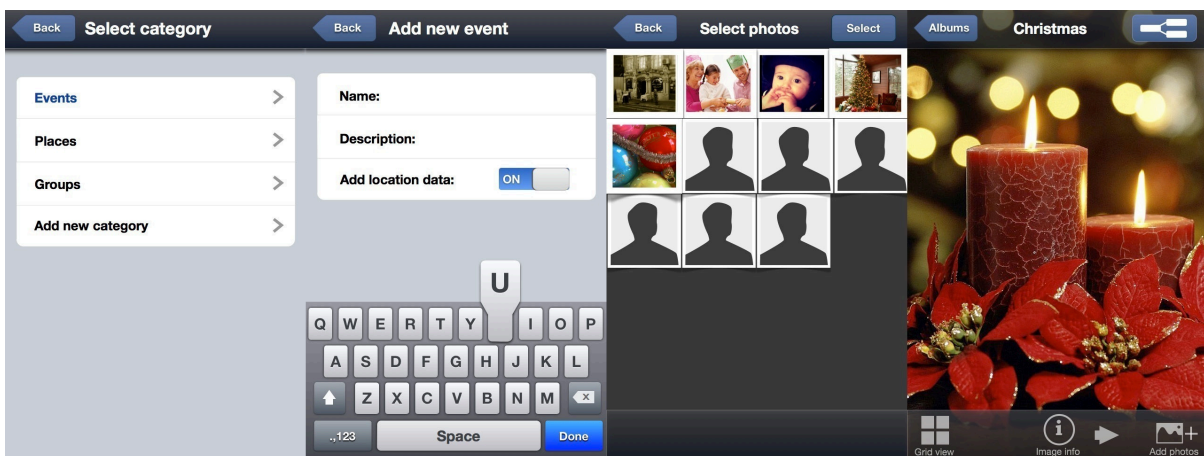 Back Select category
Events
Places
Groups
Add new category
Back Add new event
Name:
Description:
Add location data: ON
U
Q W E R T Y I O P
A S D F G H J K L
Z X C V B N M X
.,123 Space Done
Back Select photos Select
Albums Christmas
i
Grid view Image info Add photos